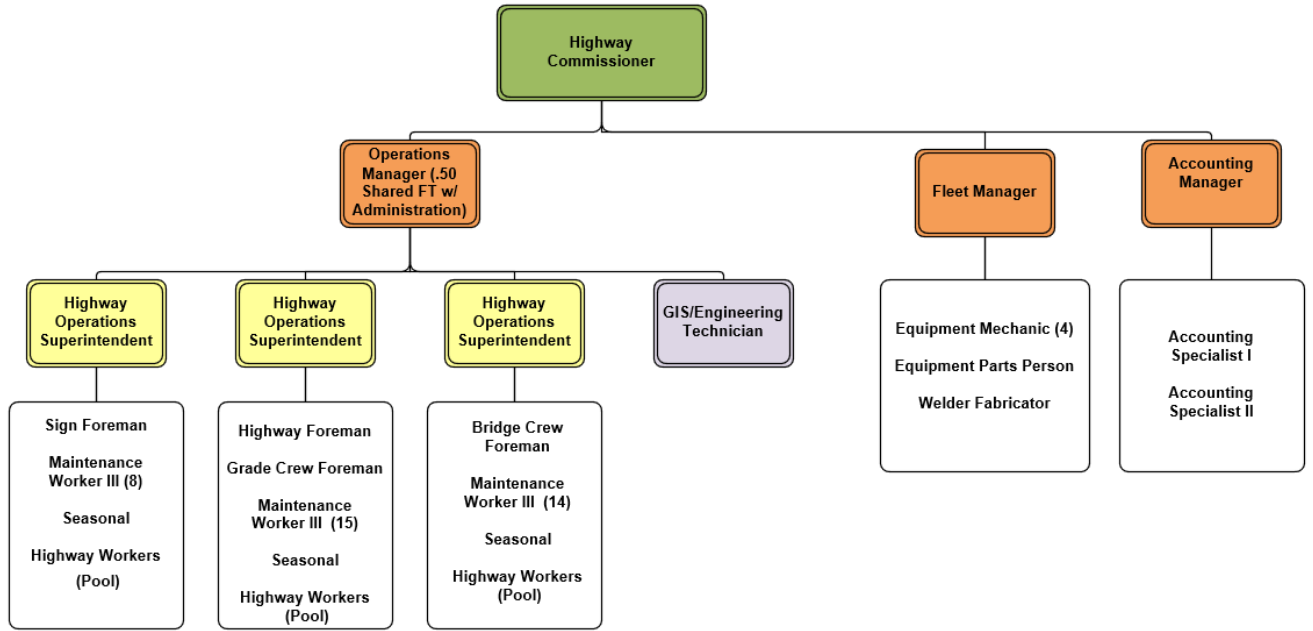 Highway
Commissioner
Operations
Manager (.50
Shared FT w/
Administration)
Fleet Manager
Accounting
Manager
Highway
Operations
Superintendent
Highway
Operations
Superintendent
Highway
Operations
Superintendent
GIS/Engineering
Technician
Sign Foreman
Maintenance
Worker III (8)
Seasonal
Highway Workers
(Pool)
Highway Foreman
Grade Crew Foreman
Maintenance
Worker III  (15)
Seasonal
Highway Workers
(Pool)
Bridge Crew
Foreman
Maintenance
Worker III  (14)
Seasonal
Highway Workers
(Pool)
Equipment Mechanic (4)
Equipment Parts Person
Welder Fabricator
Accounting
Specialist I
Accounting
Specialist II